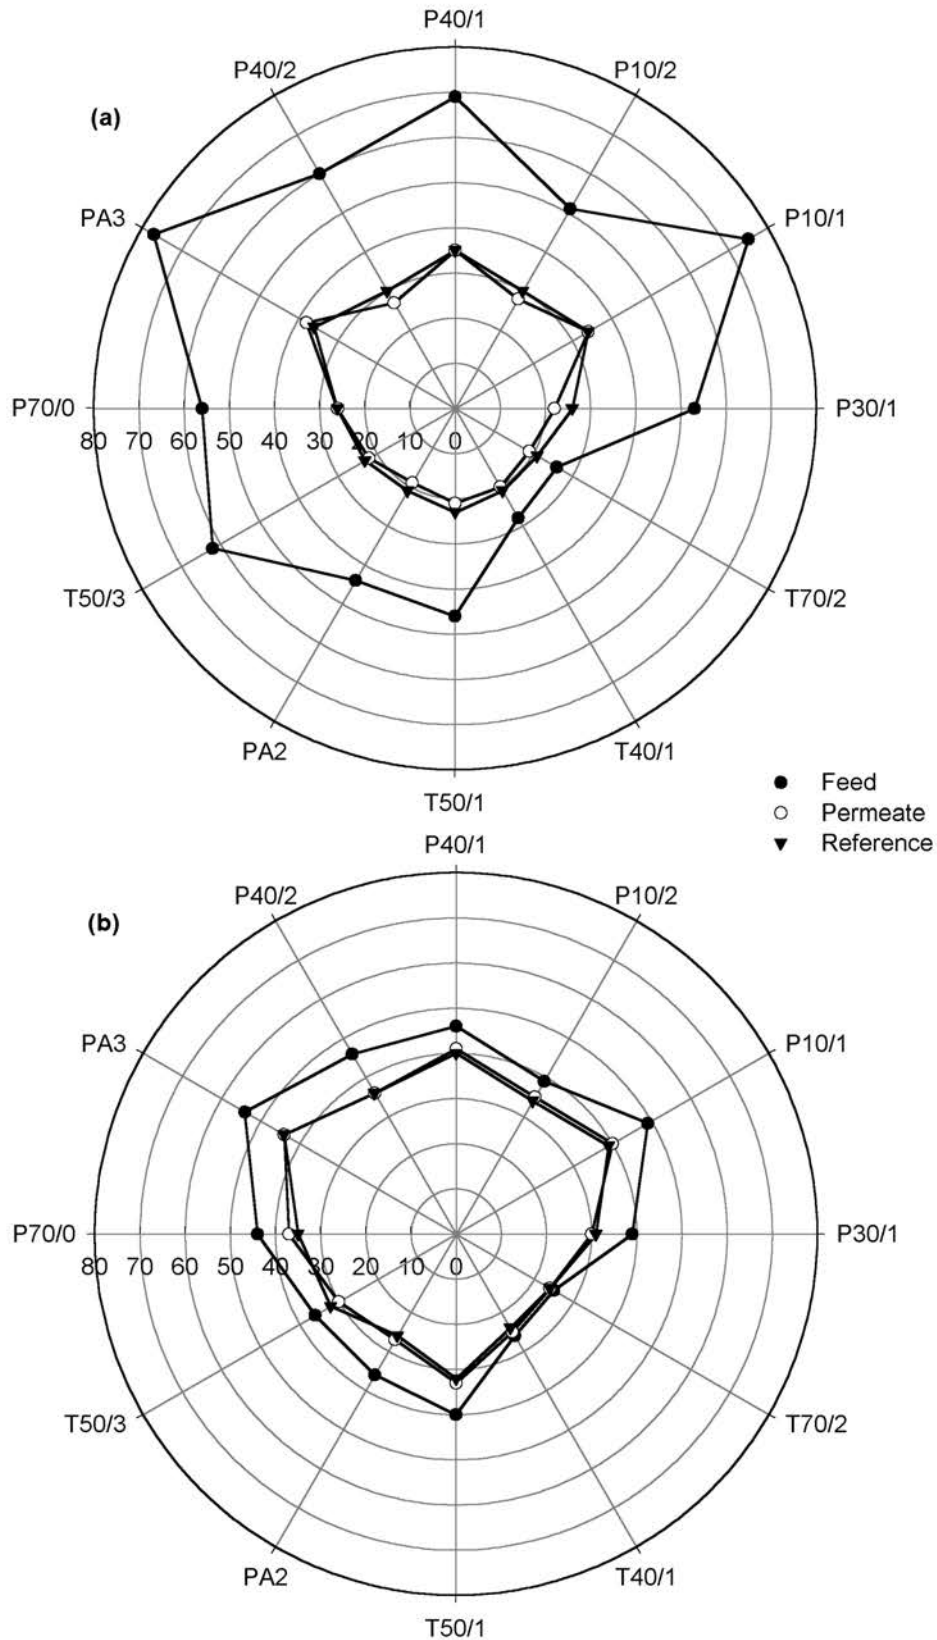 P40/1
P40/2
P10/2
(a)
PA3
P10/1
P70/0
P30/1
80 70 60 50 40 30 20 10 0
T50/3
T70/2
PA2
T40/1
T50/1
Feed
Permeate
Reference
P40/1
P40/2
P10/2
(b)
PA3
P10/1
P70/0
P30/1
80 70 60 50 40 30 20 10 0
T50/3
T70/2
PA2
T40/1
T50/1